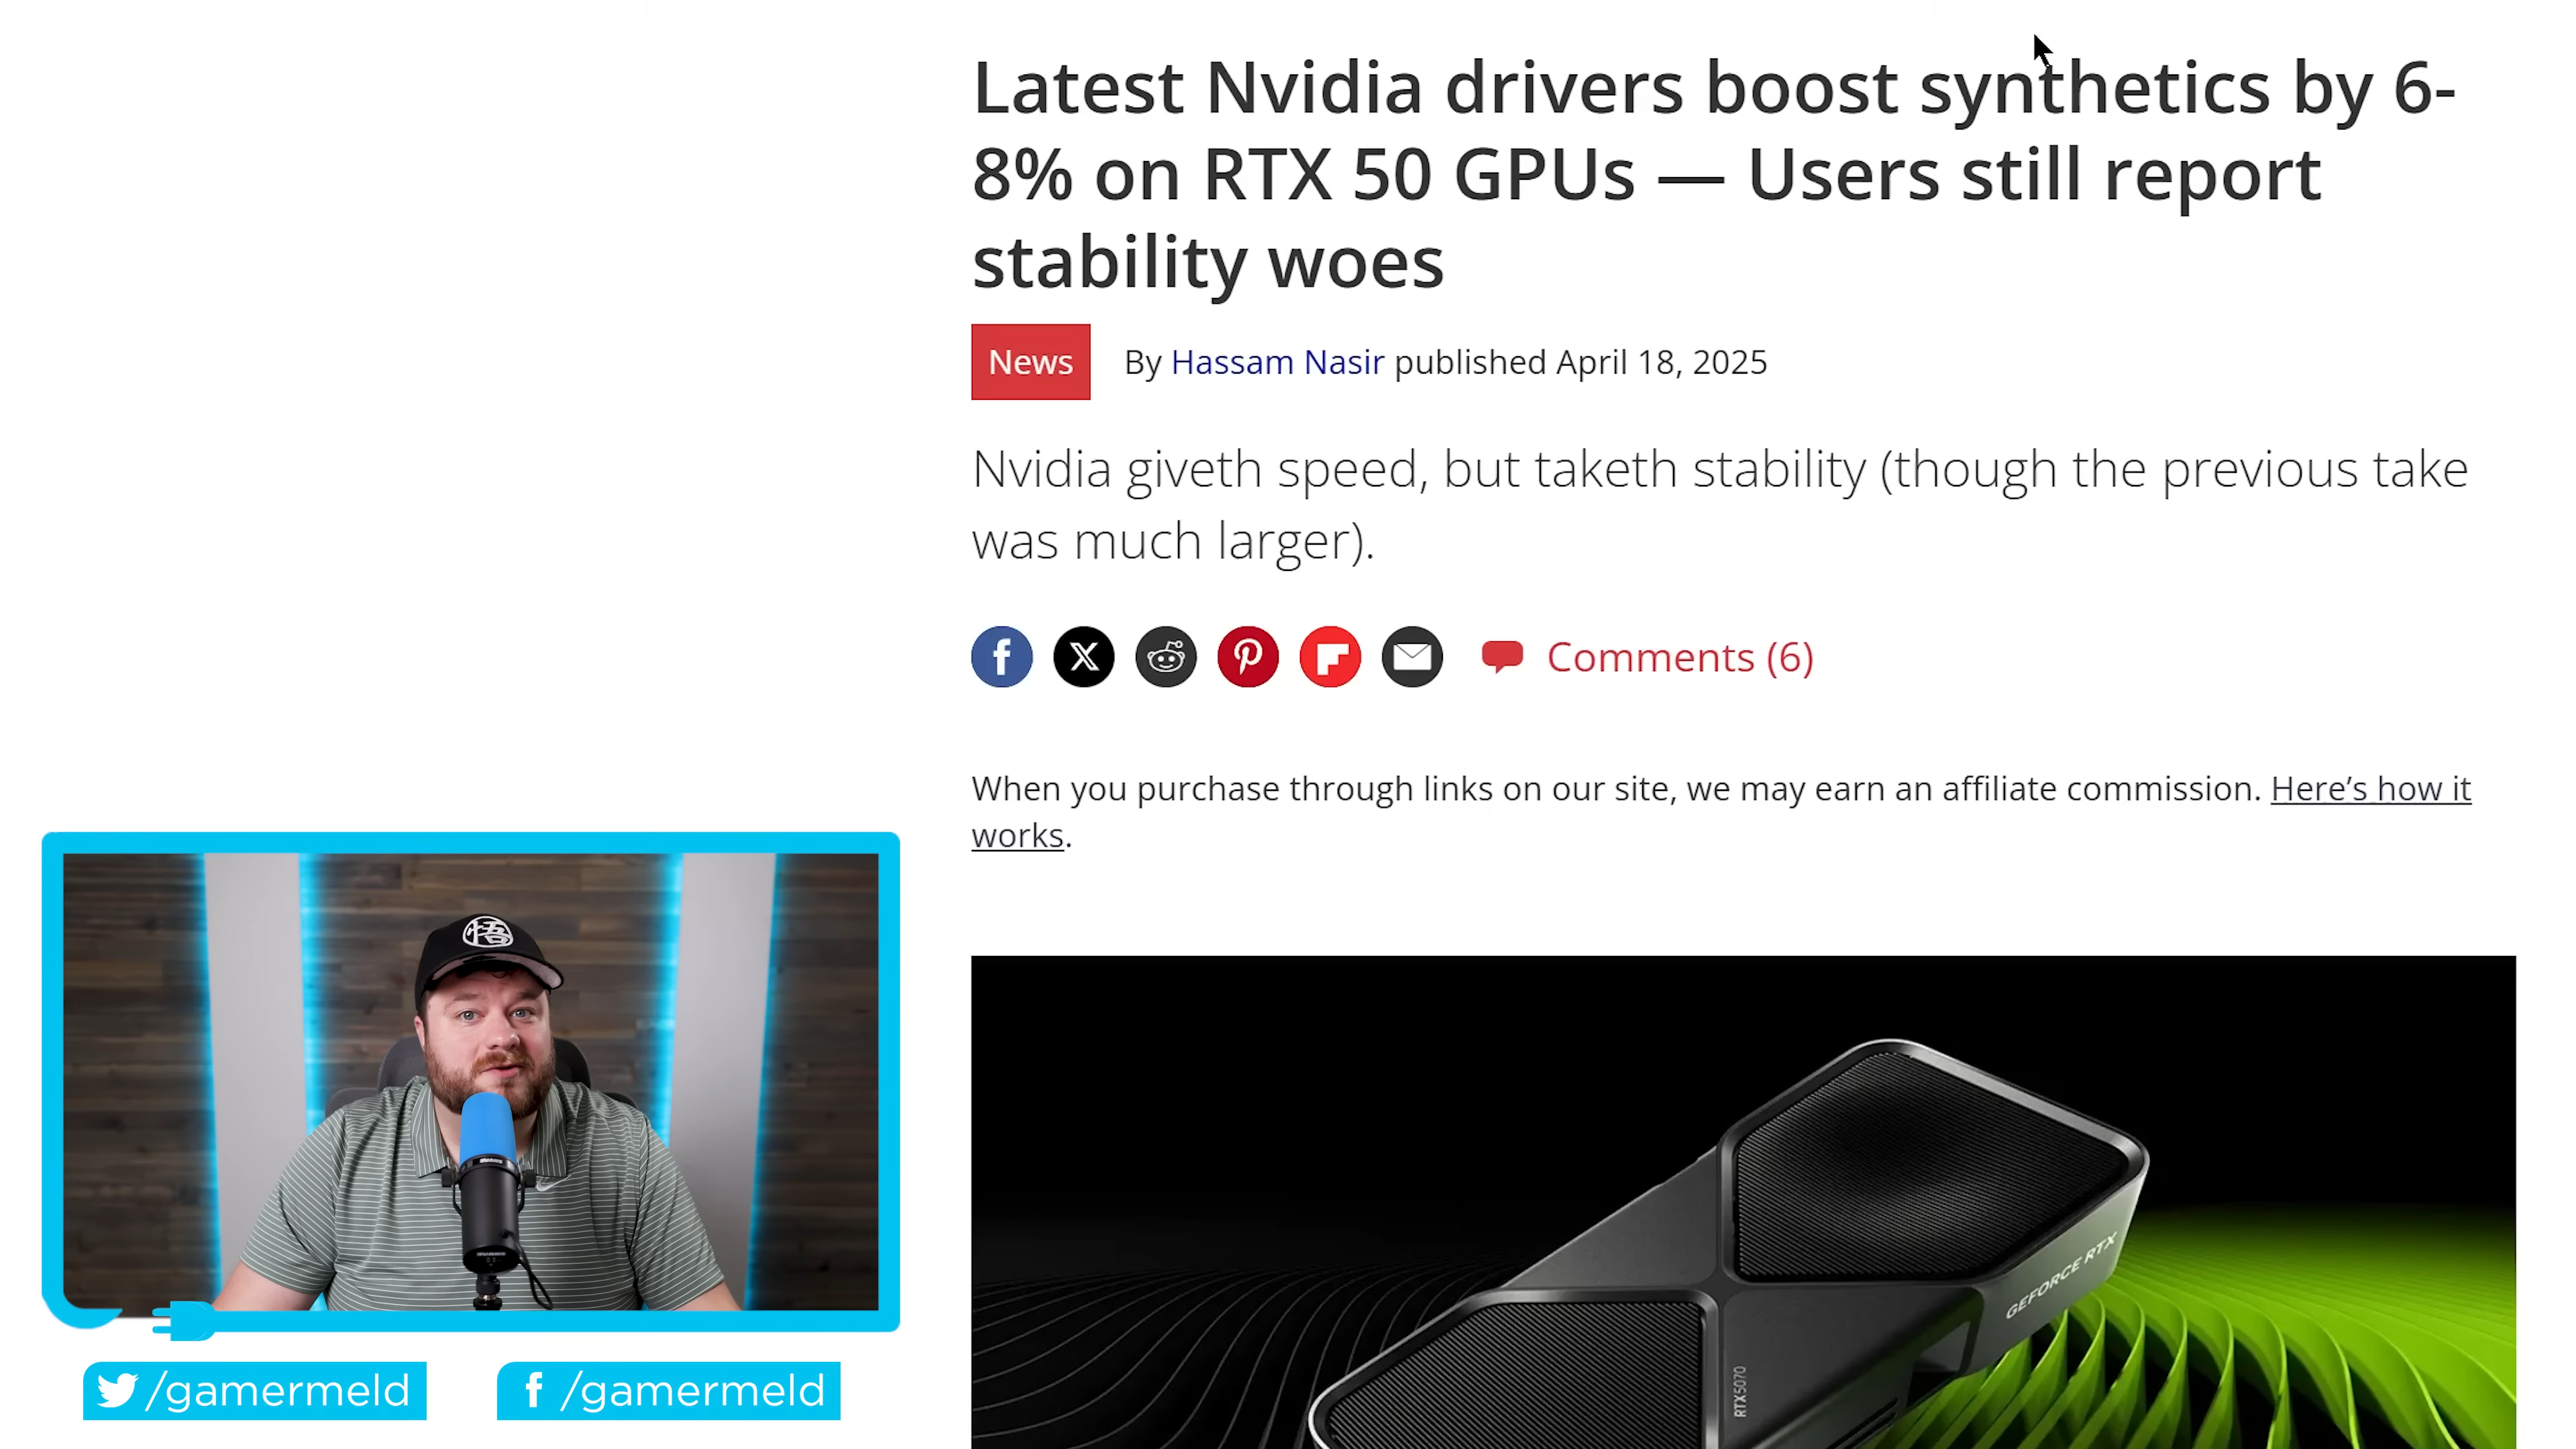 Latest Nvidia drivers boost synthetics by 6-
8% on RTX 50 GPUs — Users still report
stability woes
News
By Hassam Nasir published April 18, 2025
Nvidia giveth speed, but taketh stability (though the previous take
was much larger).
Comments (6)
When you purchase through links on our site, we may earn an affiliate commission. Here’s how it
works.
悟
GEFORCE RTX
RTX5070
/gamermeld
/gamermeld